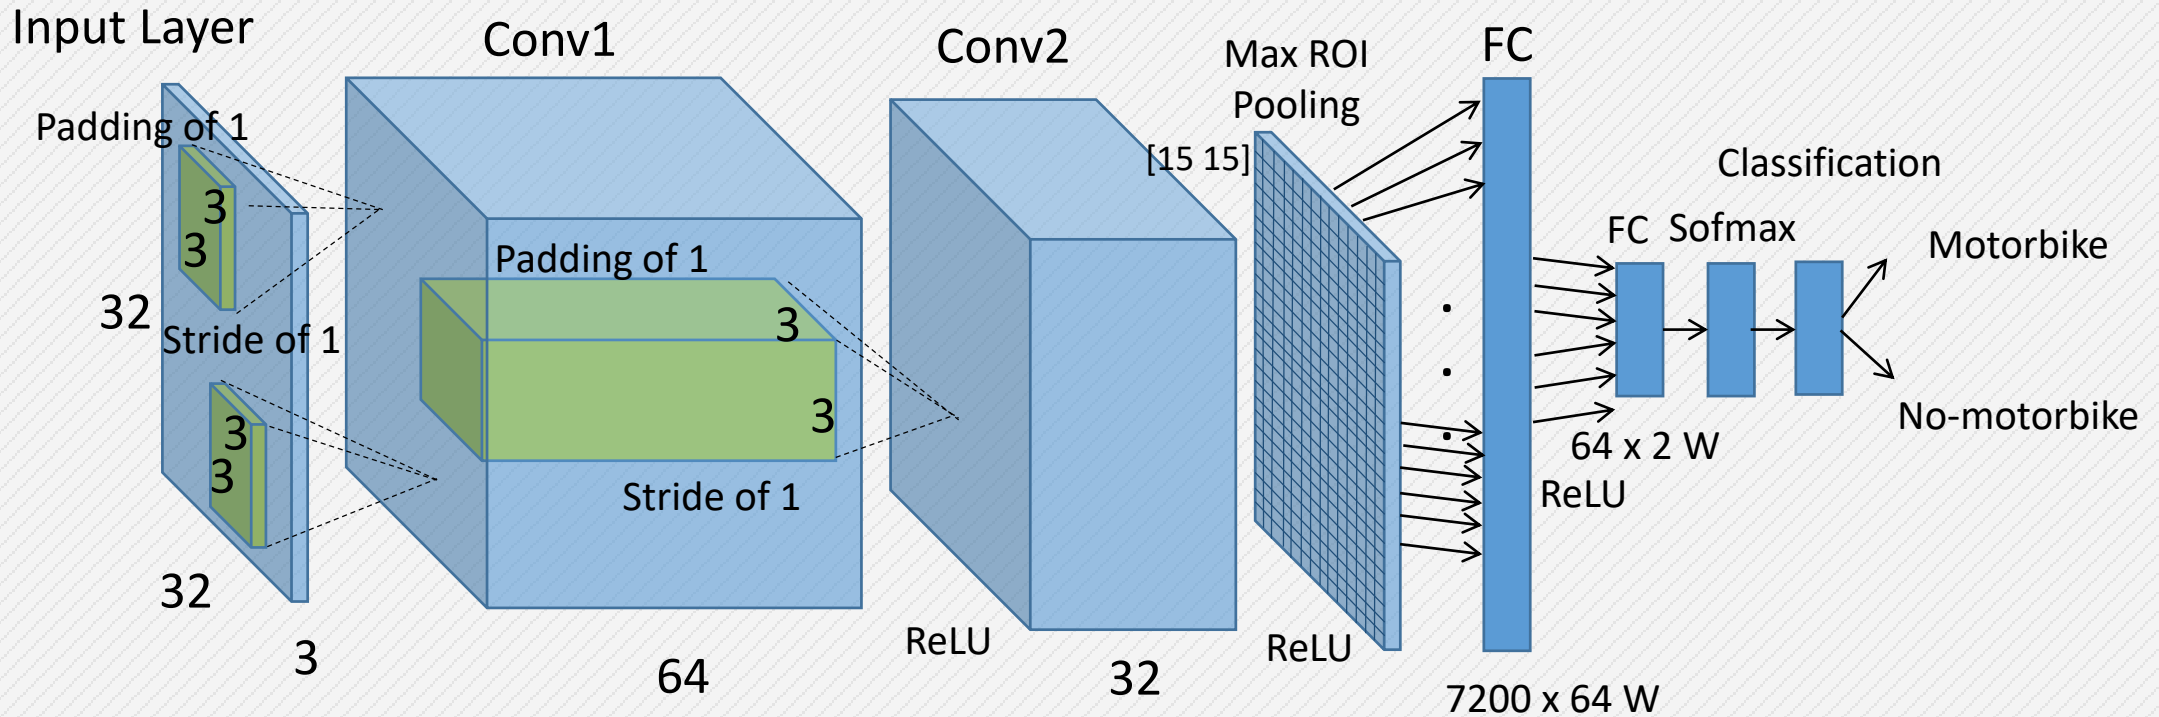 Input Layer
Conv1
Conv2
Max ROI
Pooling
FC
Padding of 1
3
3
32
Stride of 1
3
3
32
3
Padding of 1
3
3
Stride of 1
64
ReLU
32
[15 15]
ReLU
.
.
.
7200 x 64 W
ReLU
64 x 2 W
FC
Sofmax
Classification
Motorbike
No-motorbike